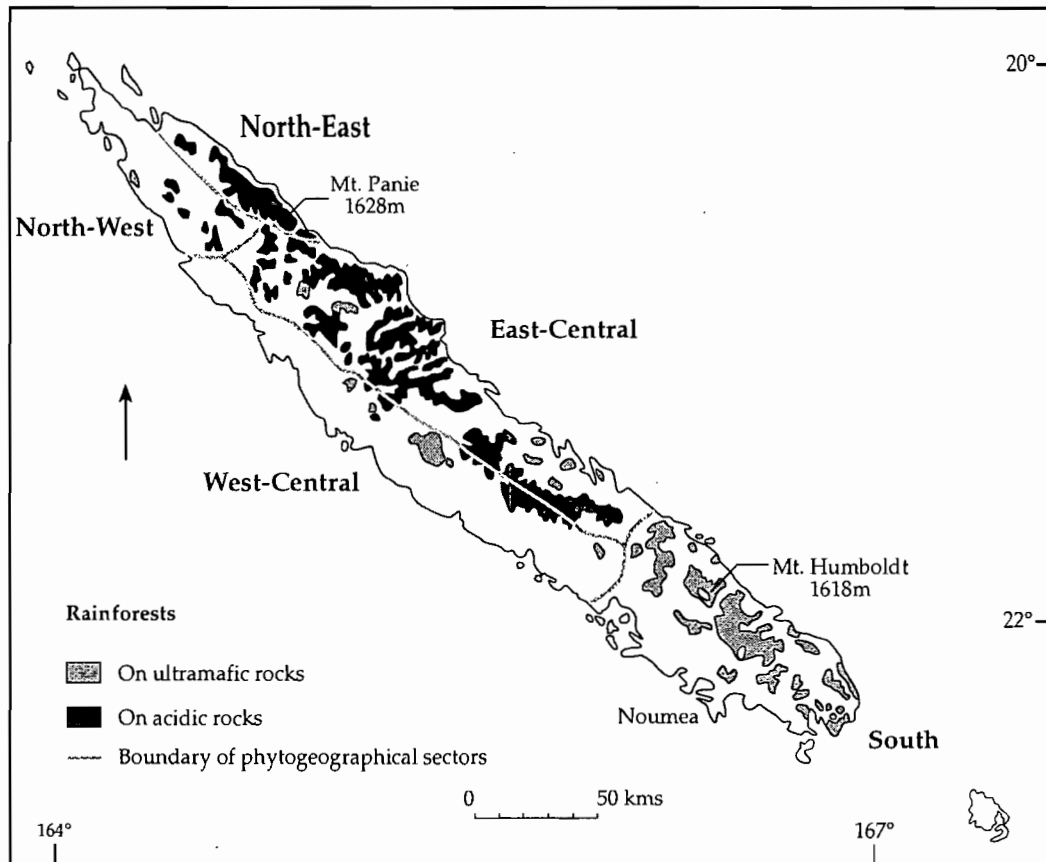 20°
North-East
Mt. Panie
1628m
North-West
East-Central
West-Central
Mt. Humboldt
1618m
Rainforests
22°
On ultramafic rocks
On acidic rocks
Noumea
South
Boundary of phytogeographical sectors
0 50 kms
164°
167°